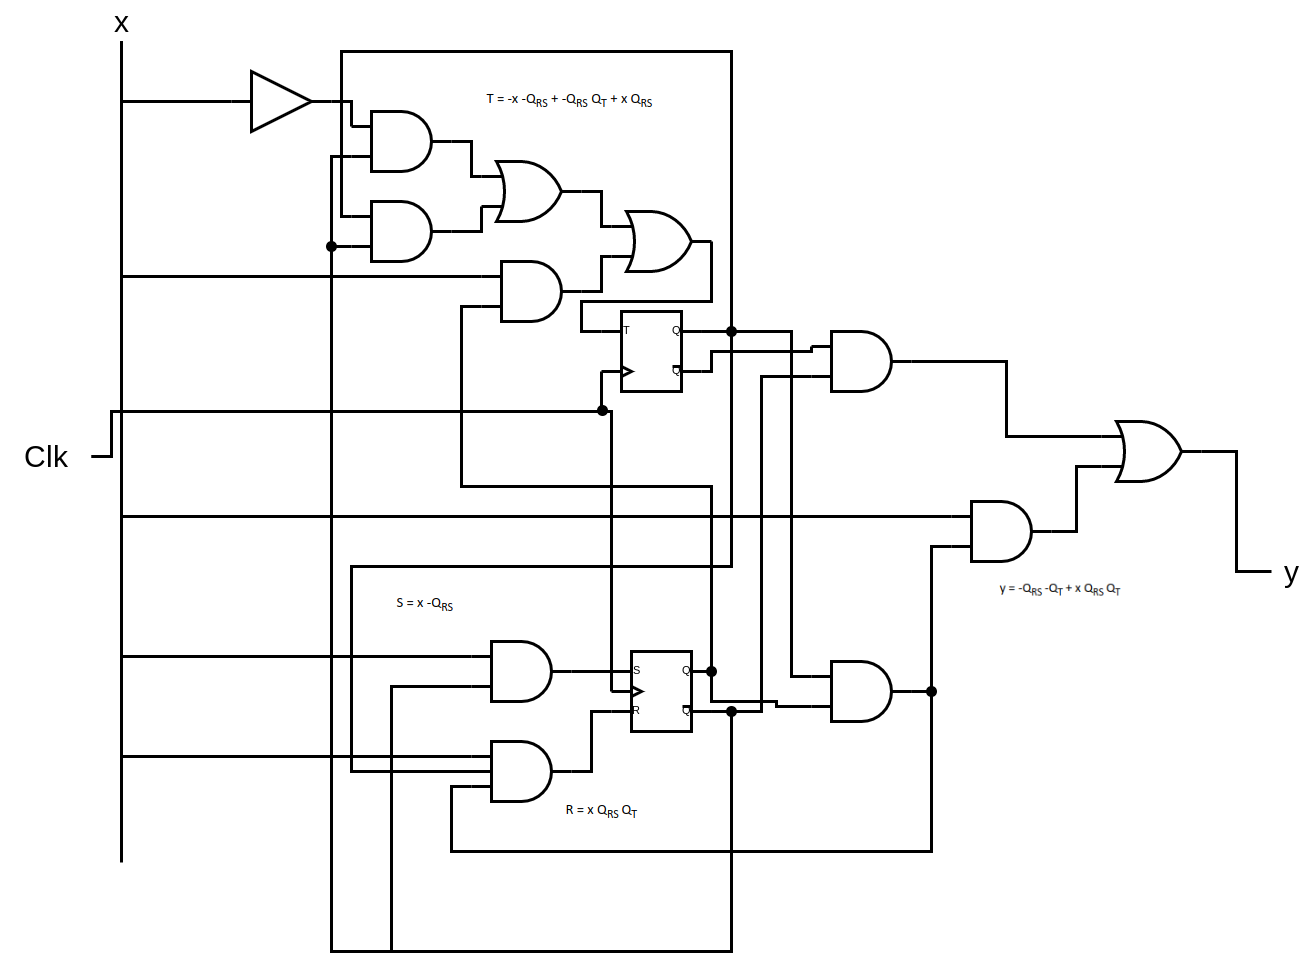 x
T = -x -Q_RS + -Q_RS Q_T + x Q_RS
T Q
Q̅
Clk
y
y = -Q_RS -Q_T + x Q_RS Q_T
S = x -Q_RS
S Q
R Q̅
R = x Q_RS Q_T